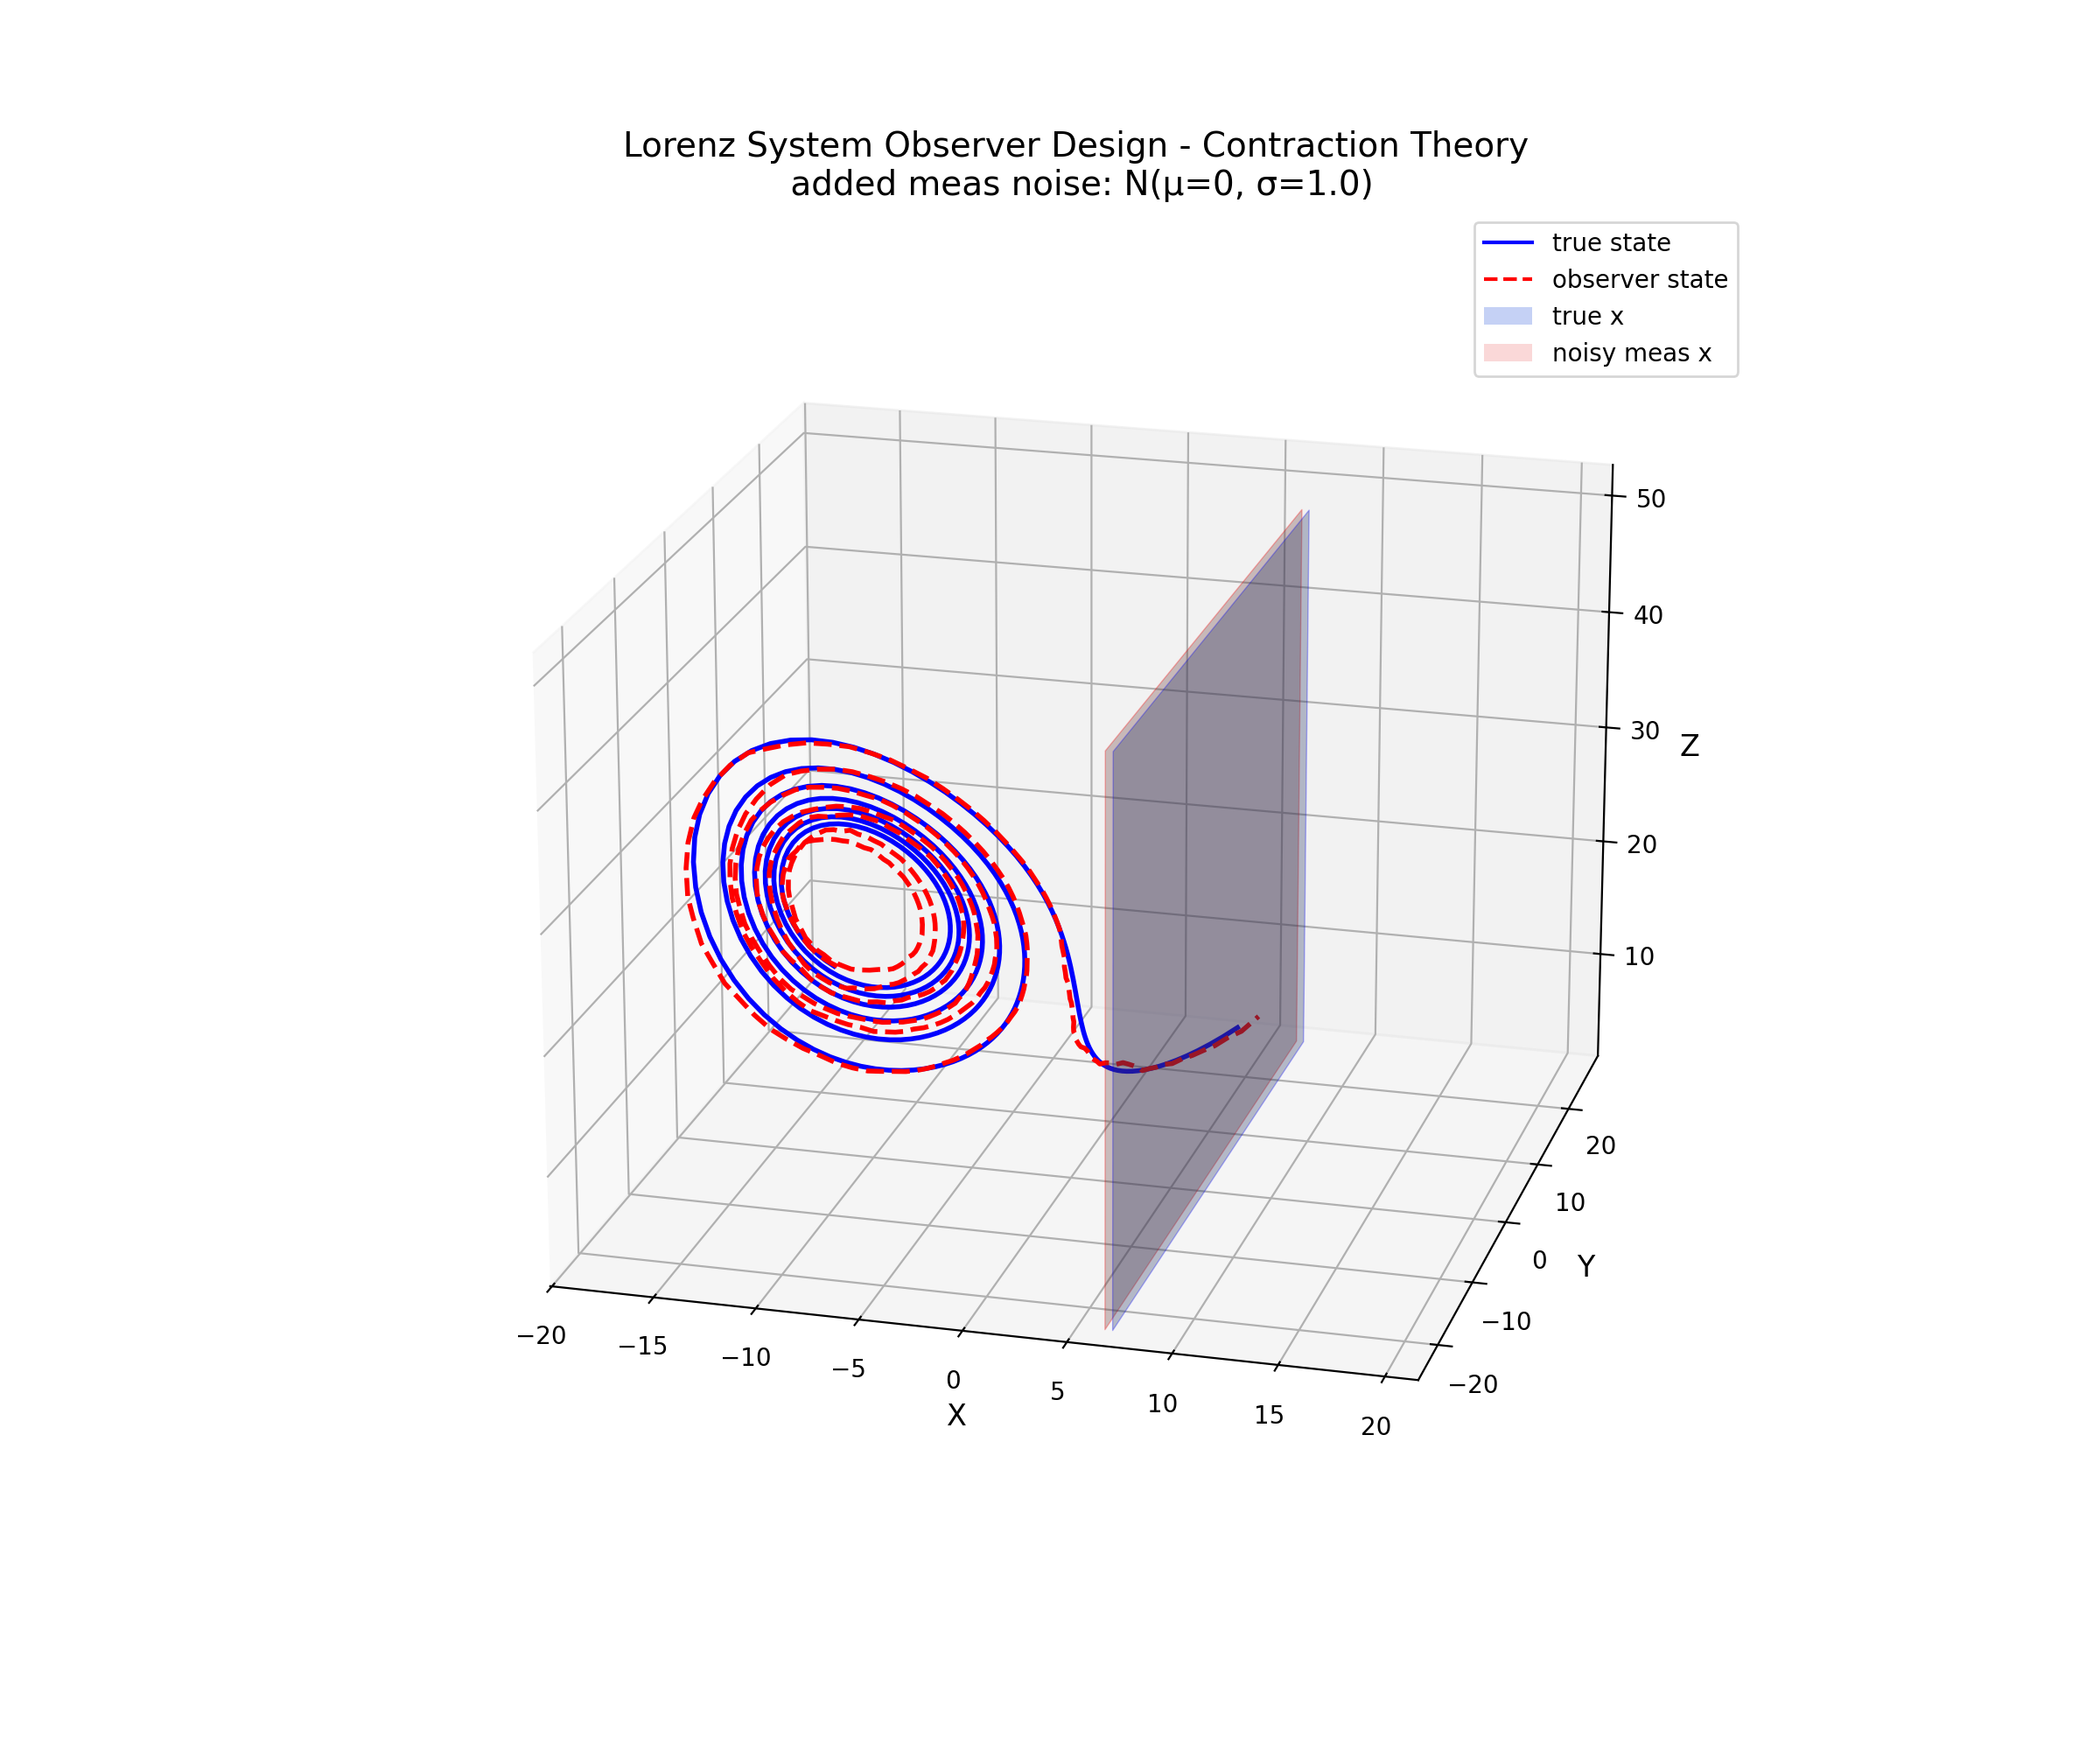 Lorenz System Observer Design - Contraction Theory
added meas noise: N(μ=0, σ=1.0)
true state
observer state
true x
noisy meas x
50
40
30
Z
20
10
20
10
0
Y
−10
−20
−20
−15
−10
−5
0
5
10
15
20
X